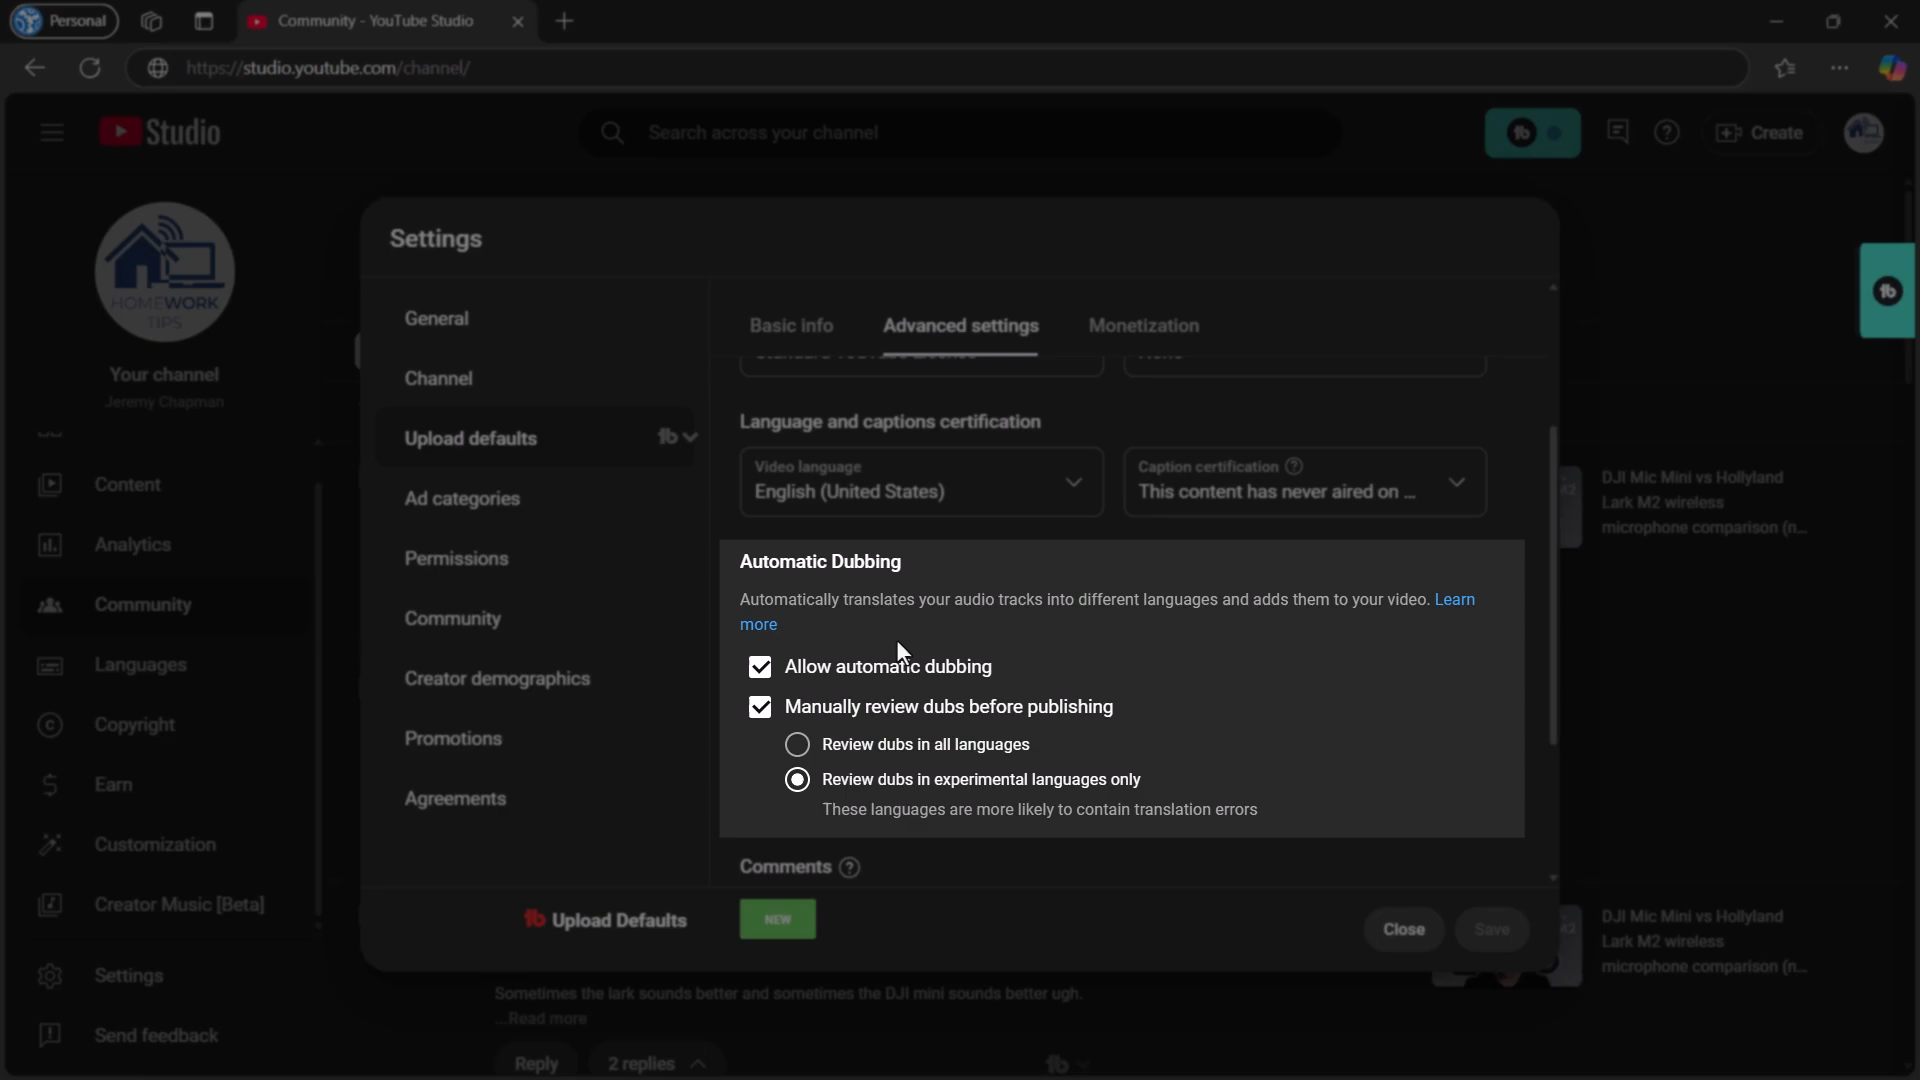 Personal
Community - YouTube Studio
https://studio.youtube.com/channel/
Studio
Search across your channel
Create
HOMEWORK
TIPS
Your channel
Jeremy Chapman
Content
Analytics
Community
Languages
Copyright
Earn
Customization
Creator Music [Beta]
Settings
Send feedback
Settings
General
Channel
Upload defaults
Ad categories
Permissions
Community
Creator demographics
Promotions
Agreements
Basic info
Advanced settings
Monetization
Language and captions certification
Video language
English (United States)
Caption certification
This content has never aired on ...
Automatic Dubbing
Automatically translates your audio tracks into different languages and adds them to your video. Learn
more
Allow automatic dubbing
Manually review dubs before publishing
Review dubs in all languages
Review dubs in experimental languages only
These languages are more likely to contain translation errors
Comments
Upload Defaults
NEW
Close
Save
DJI Mic Mini vs Hollyland
Lark M2 wireless
microphone comparison (n...
DJI Mic Mini vs Hollyland
Lark M2 wireless
microphone comparison (n...
Sometimes the lark sounds better and sometimes the DJI mini sounds better ugh.
...Read more
Reply
2 replies